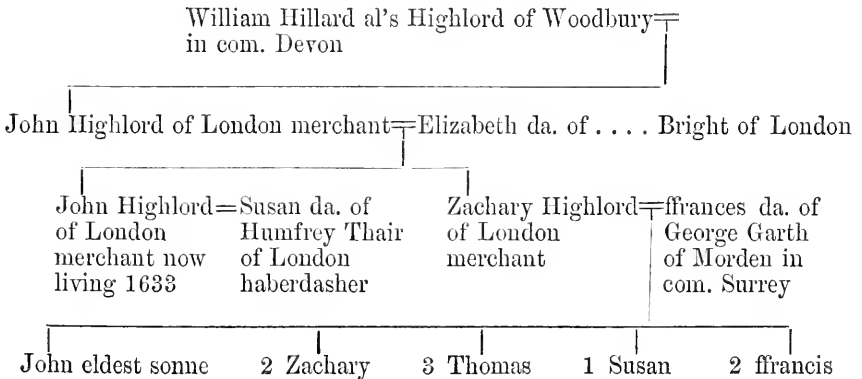 William Hillard al's Highlord of Woodbury
in com. Devon
John Highlord of London merchant=Elizabeth da. of . . . . Bright of London
John Highlord=Susan da. of
of London Humfrey Thair
merchant now of London
living 1633 haberdasher
Zachary Highlord=ffrances da. of
of London George Garth
merchant of Morden in
com. Surrey
John eldest sonne 2 Zachary 3 Thomas 1 Susan 2 ffrancis